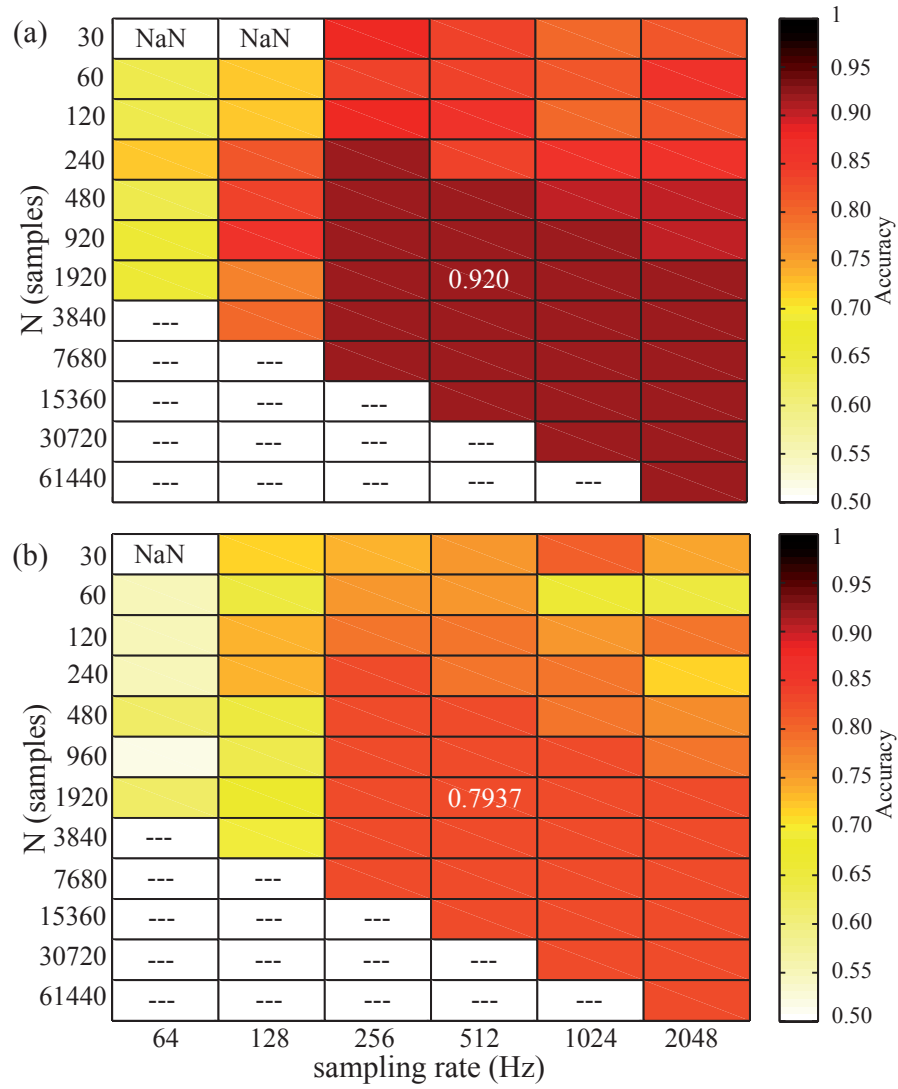 (a)
30 NaN NaN
60
120
240
480
920
1920 0.920
3840 ---
7680 --- ---
15360 --- --- ---
30720 --- --- --- ---
61440 --- --- --- --- ---
N (samples)
1
0.95
0.90
0.85
0.80
0.75
0.70
0.65
0.60
0.55
0.50
Accuracy
(b)
30 NaN
60
120
240
480
960
1920 0.7937
3840 ---
7680 --- ---
15360 --- --- ---
30720 --- --- --- ---
61440 --- --- --- --- ---
N (samples)
1
0.95
0.90
0.85
0.80
0.75
0.70
0.65
0.60
0.55
0.50
Accuracy
64 128 256 512 1024 2048
sampling rate (Hz)